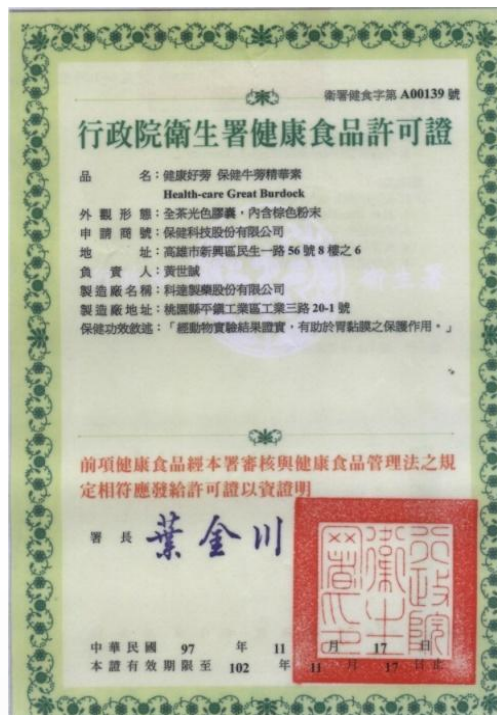 衛署健食字第 A00139 號
行政院衛生署健康食品許可證
品 名：健康好蒡 保健牛蒡精華素
Health-care Great Burdock
外觀形態：全茶光色膠囊，內含棕色粉末
申請商號：保健科技股份有限公司
地 址：高雄市新興區民生一路 56 號 8 樓之 6
負責人：黃世誠
製造廠名稱：科達製藥股份有限公司
製造廠地址：桃園縣平鎮工業區工業三路 20-1 號
保健功效敘述：「經動物實驗結果證實，有助於胃黏膜之保護作用。」
前項健康食品經本署審核與健康食品管理法之規
定相符應發給許可證以資證明
署長 葉金川
行政院衛生署之印
中華民國 97 年 11 月 17 日
本證有效期限至 102 年 11 月 17 日止